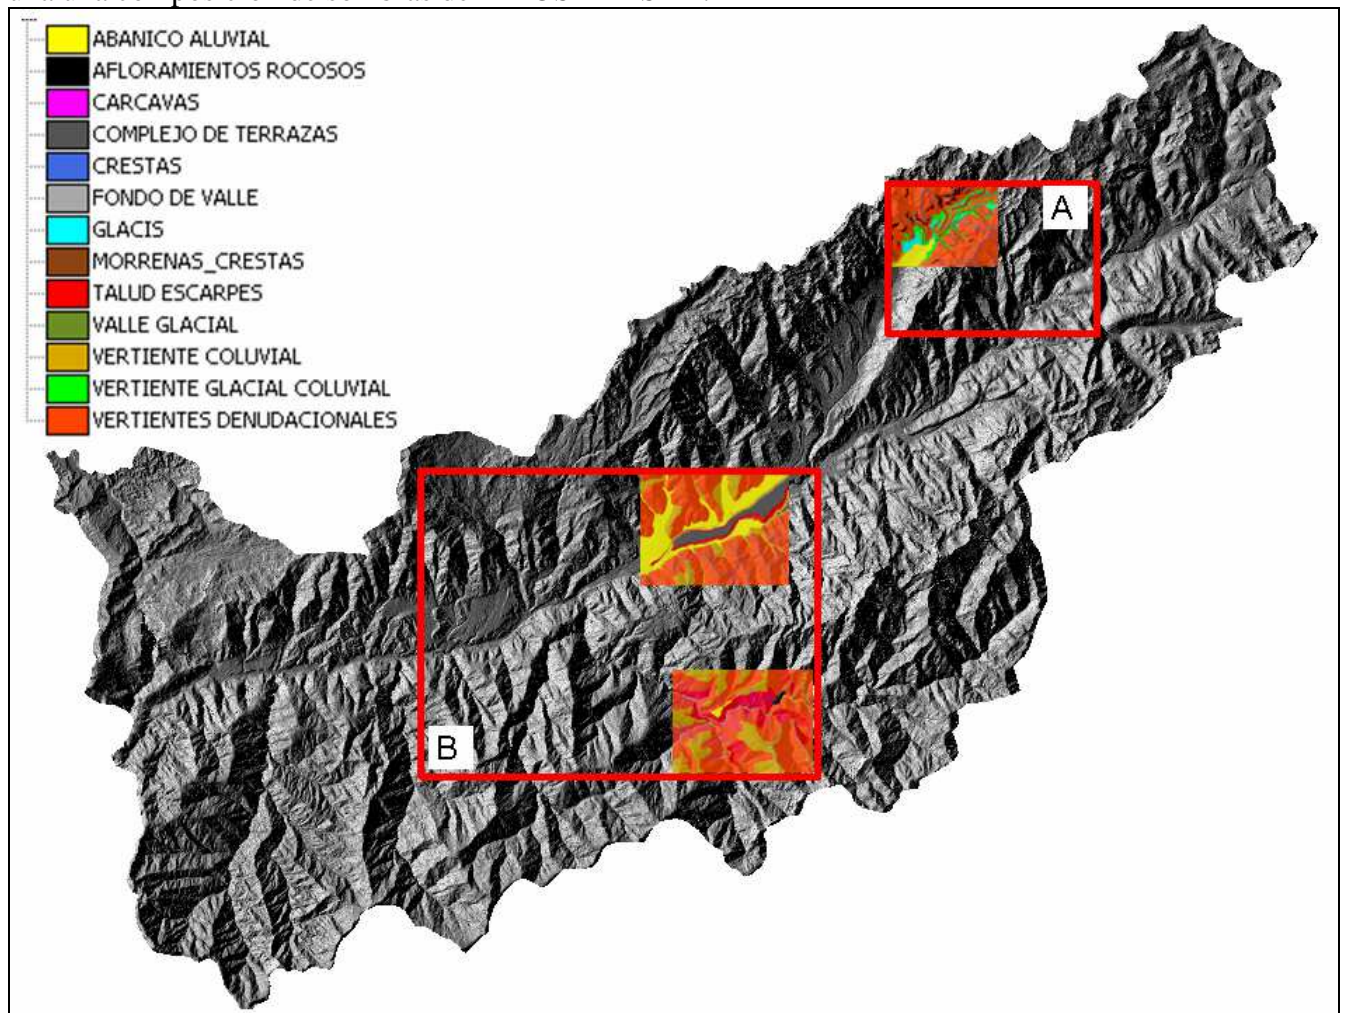 ABANICO ALUVIAL
AFLORAMIENTOS ROCOSOS
CARCAVAS
COMPLEJO DE TERRAZAS
CRESTAS
FONDO DE VALLE
GLACIS
MORRENAS_CRESTAS
TALUD ESCARPES
VALLE GLACIAL
VERTIENTE COLUVIAL
VERTIENTE GLACIAL COLUVIAL
VERTIENTES DENUDACIONALES
A
B